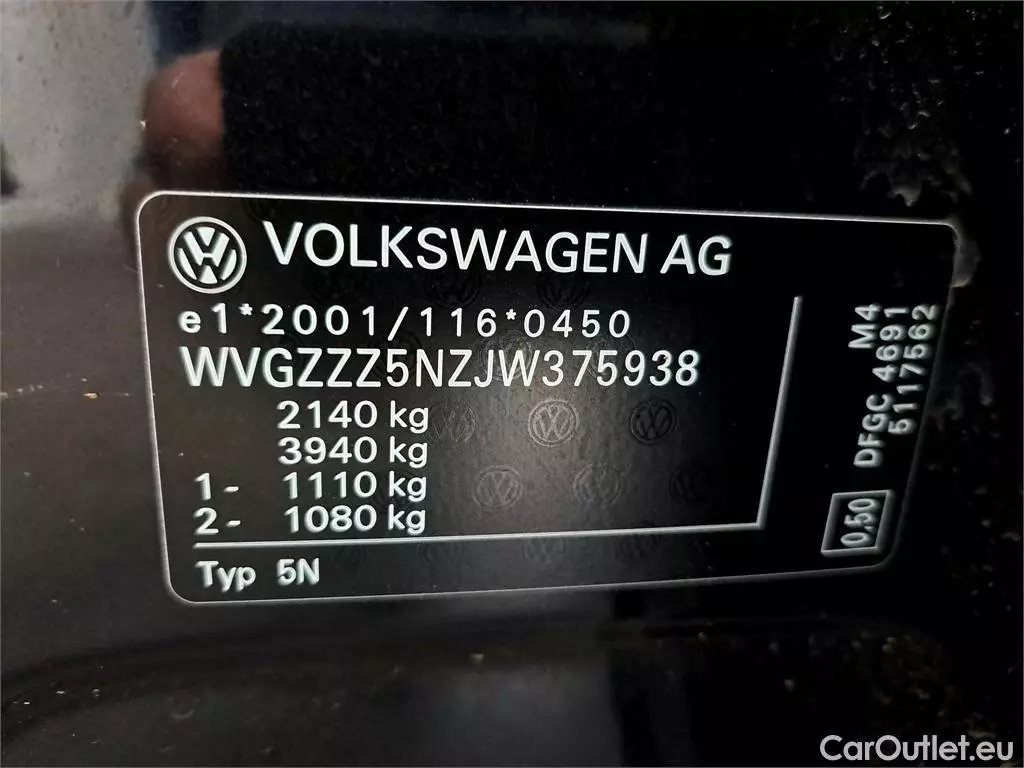 VOLKSWAGEN AG
e1*2001/116*0450
WVGZZZ5NZJW375938
2140 kg
3940 kg
1- 1110 kg
2- 1080 kg
Typ 5N
M4
DFGC 4691
5117562
0,50
CarOutlet.eu